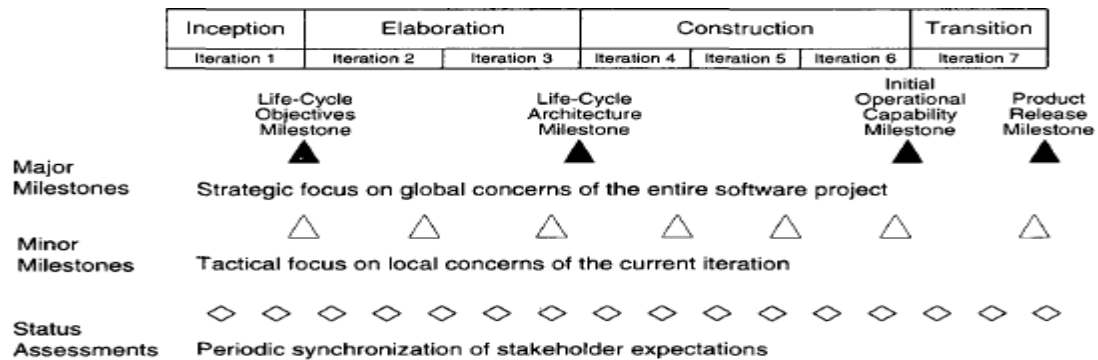 Inception Elaboration Construction Transition
Iteration 1 Iteration 2 Iteration 3 Iteration 4 Iteration 5 Iteration 6 Iteration 7
Life-Cycle
Objectives
Milestone
Life-Cycle
Architecture
Milestone
Initial
Operational
Capability
Milestone
Product
Release
Milestone
Major
Milestones
Strategic focus on global concerns of the entire software project
Minor
Milestones
Tactical focus on local concerns of the current iteration
Status
Assessments
Periodic synchronization of stakeholder expectations